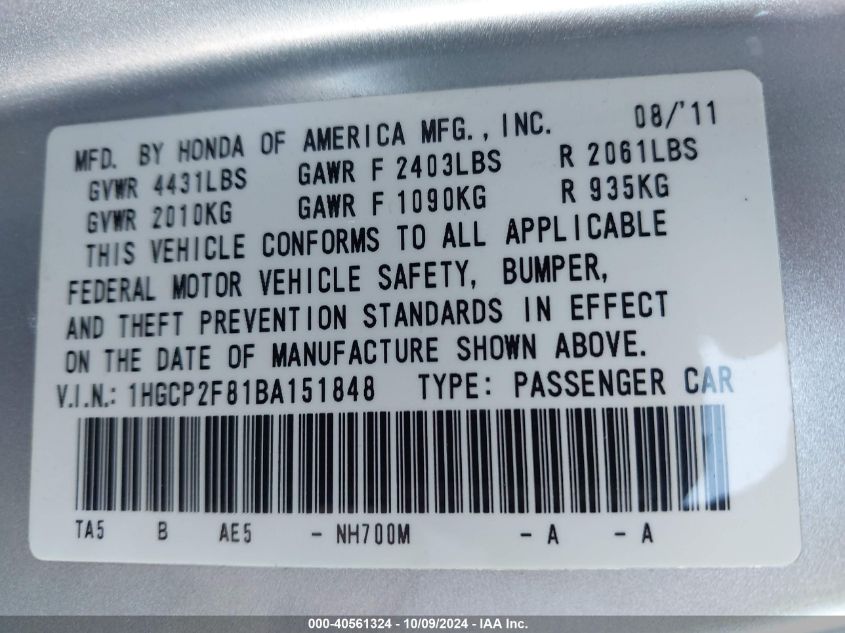 MFD. BY HONDA OF AMERICA MFG., INC. 08/'11
GVWR 4431LBS GAWR F 2403LBS R 2061LBS
GVWR 2010KG GAWR F 1090KG R 935KG
THIS VEHICLE CONFORMS TO ALL APPLICABLE
FEDERAL MOTOR VEHICLE SAFETY, BUMPER,
AND THEFT PREVENTION STANDARDS IN EFFECT
ON THE DATE OF MANUFACTURE SHOWN ABOVE.
V.I.N.: 1HGCP2F81BA151848 TYPE: PASSENGER CAR
TA5 B AE5 - NH700M - A - A
000-40561324 - 10/09/2024 - IAA Inc.